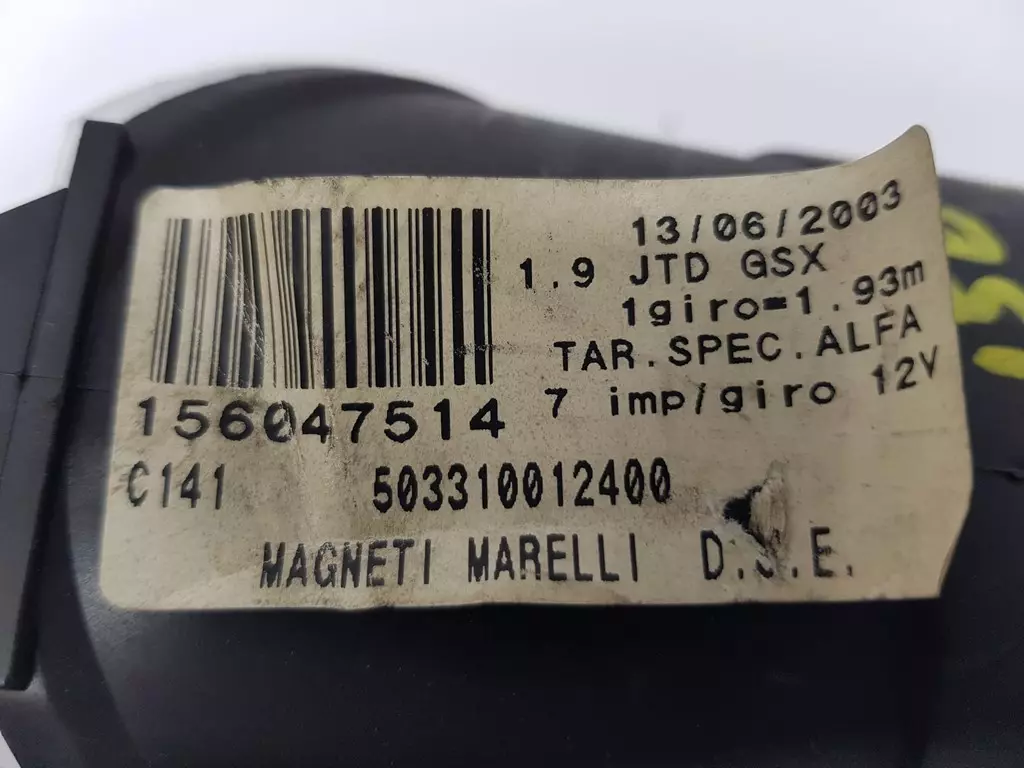 13/06/2003
1.9 JTD GSX
1giro=1.93m
TAR.SPEC.ALFA
7 imp/giro 12V
156047514
C141 503310012400
MAGNETI MARELLI D.S.E.